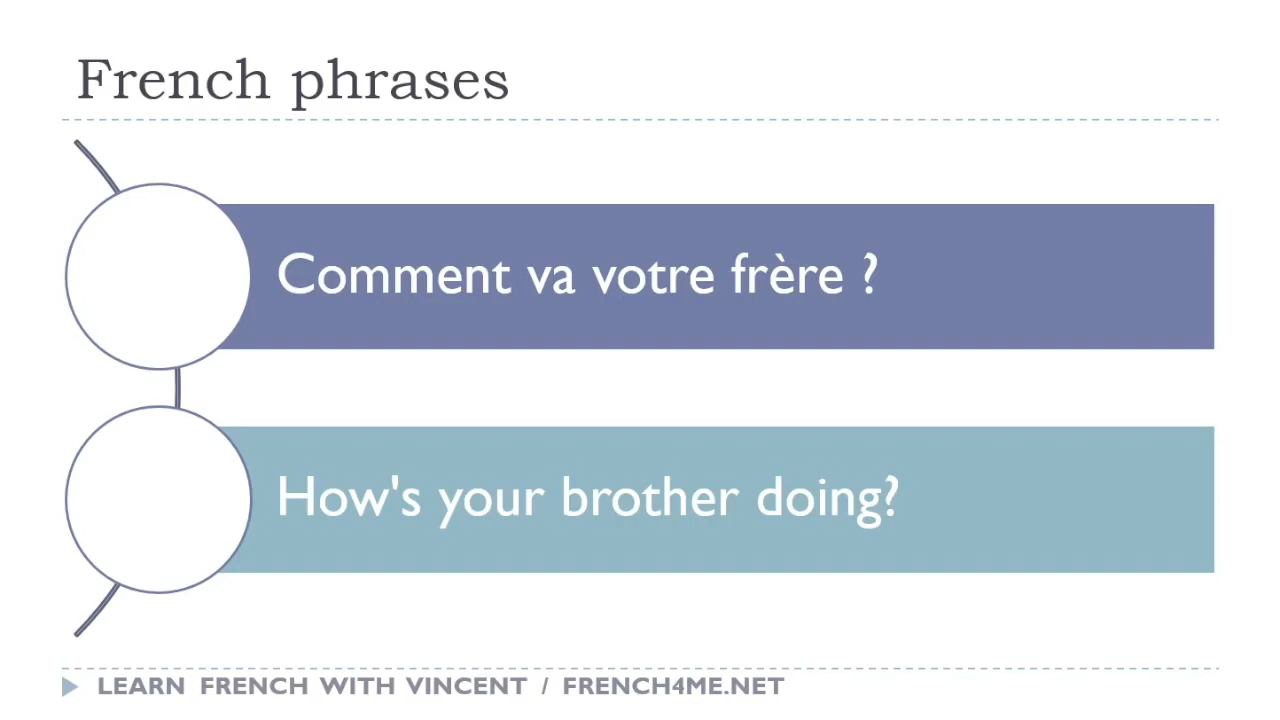 French phrases
Comment va votre frère ?
How's your brother doing?
LEARN FRENCH WITH VINCENT / FRENCH4ME.NET